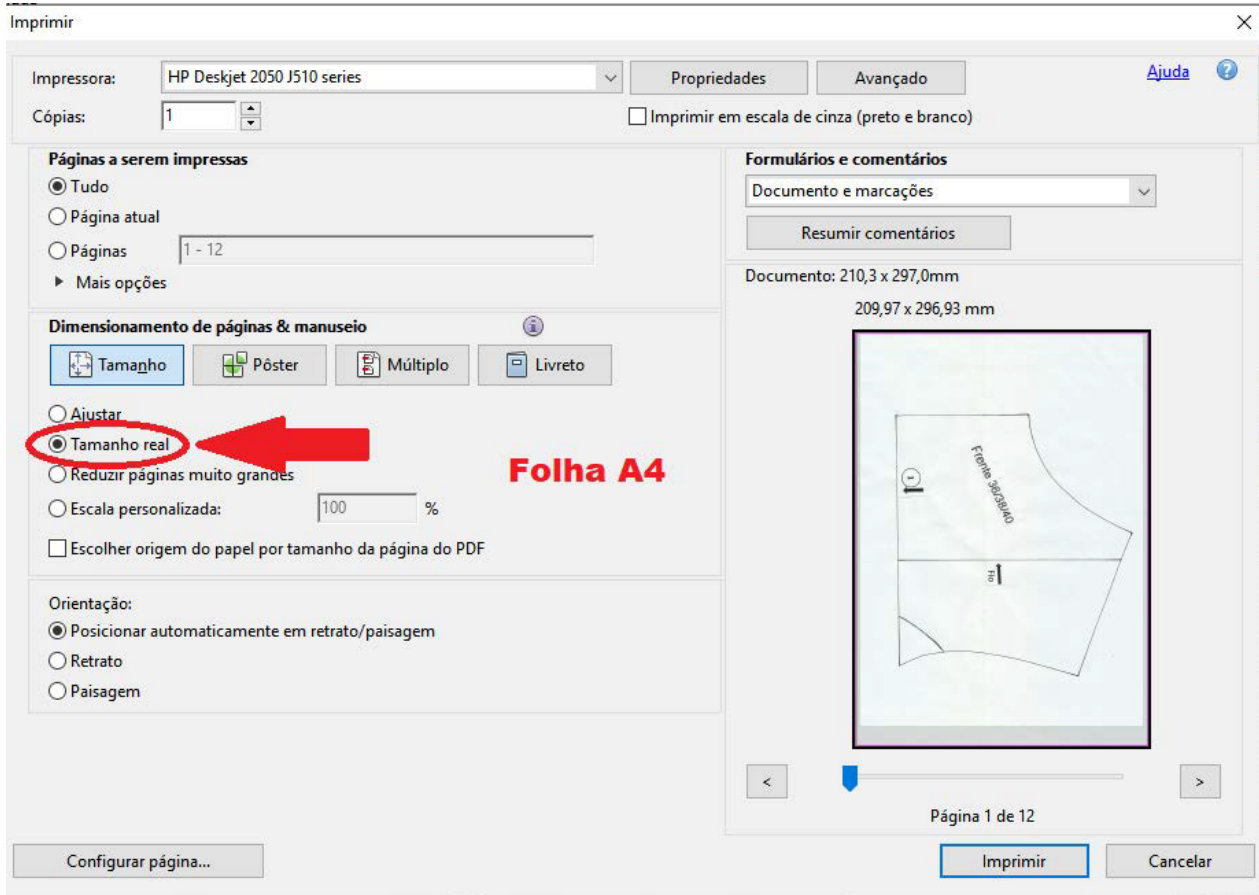 Imprimir
Impressora: HP Deskjet 2050 J510 series Propriedades Avançado Ajuda
Cópias: 1 Imprimir em escala de cinza (preto e branco)
Páginas a serem impressas
Tudo
Página atual
Páginas 1 - 12
Mais opções
Dimensionamento de páginas & manuseio
Tamanho Pôster Múltiplo Livreto
Ajustar
Tamanho real
Reduzir páginas muito grandes
Folha A4
Escala personalizada: 100 %
Escolher origem do papel por tamanho da página do PDF
Orientação:
Posicionar automaticamente em retrato/paisagem
Retrato
Paisagem
Formulários e comentários
Documento e marcações
Resumir comentários
Documento: 210,3 x 297,0mm
209,97 x 296,93 mm
Frente 36/38/40
Fio
< >
Página 1 de 12
Configurar página... Imprimir Cancelar